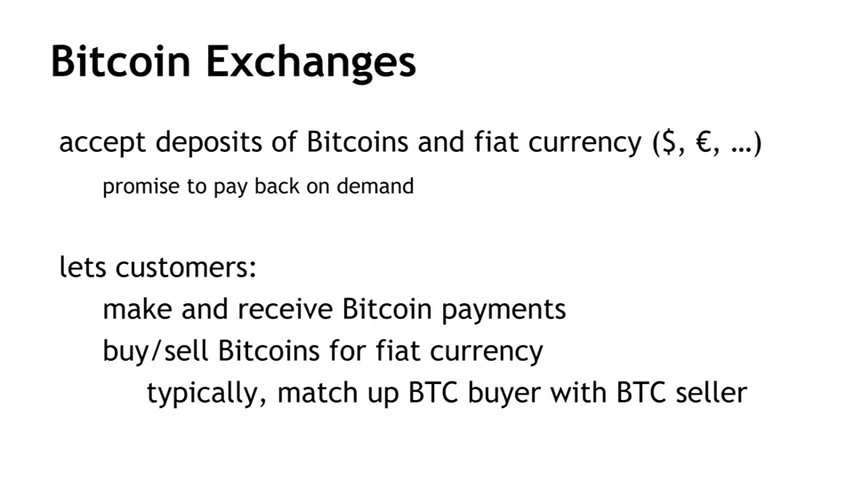 Bitcoin Exchanges
accept deposits of Bitcoins and fiat currency ($, €, …)
promise to pay back on demand
lets customers:
make and receive Bitcoin payments
buy/sell Bitcoins for fiat currency
typically, match up BTC buyer with BTC seller